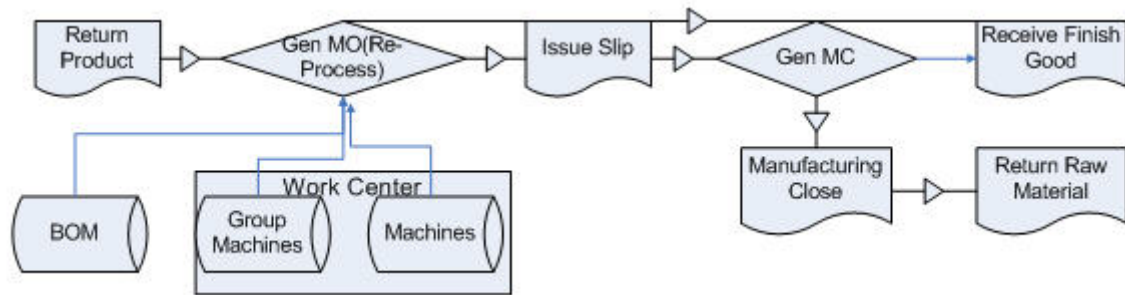 Return
Product
Gen MO(Re-
Process)
Issue Slip
Gen MC
Receive Finish
Good
Manufacturing
Close
Return Raw
Material
Work Center
BOM
Group
Machines
Machines